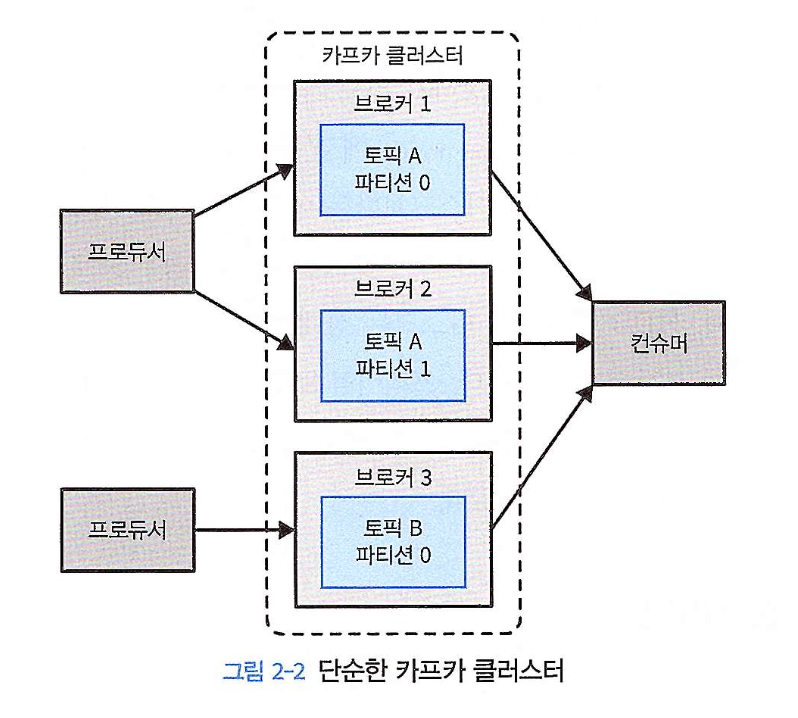 카프카 클러스터
브로커 1
토픽 A
파티션 0
프로듀서
브로커 2
토픽 A
파티션 1
컨슈머
브로커 3
토픽 B
파티션 0
프로듀서
그림 2-2 단순한 카프카 클러스터